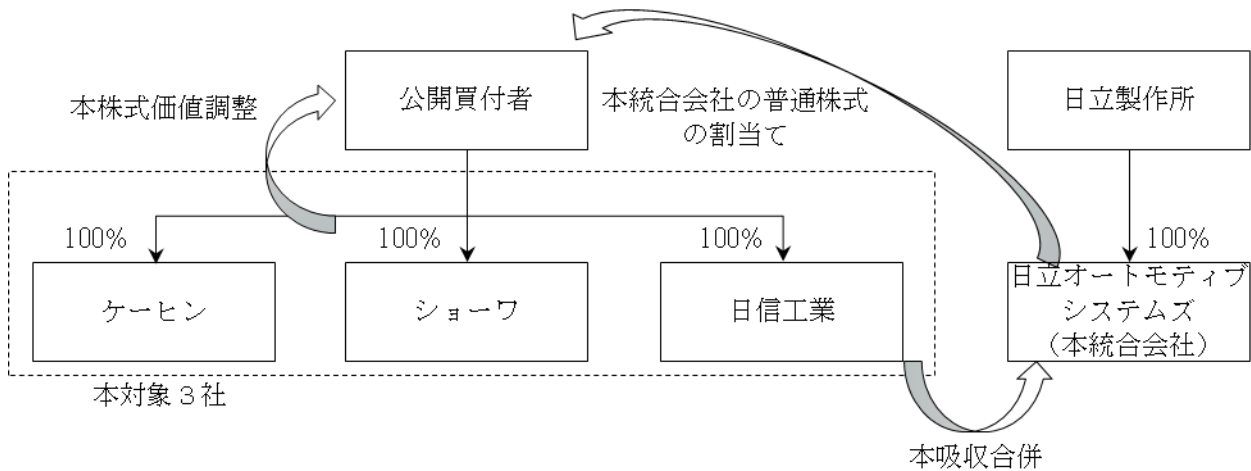 公開買付者
日立製作所
本株式価値調整
本統合会社の普通株式
の割当て
100%
100%
100%
100%
ケーヒン
ショーワ
日信工業
日立オートモティブ
システムズ
（本統合会社）
本対象３社
本吸収合併